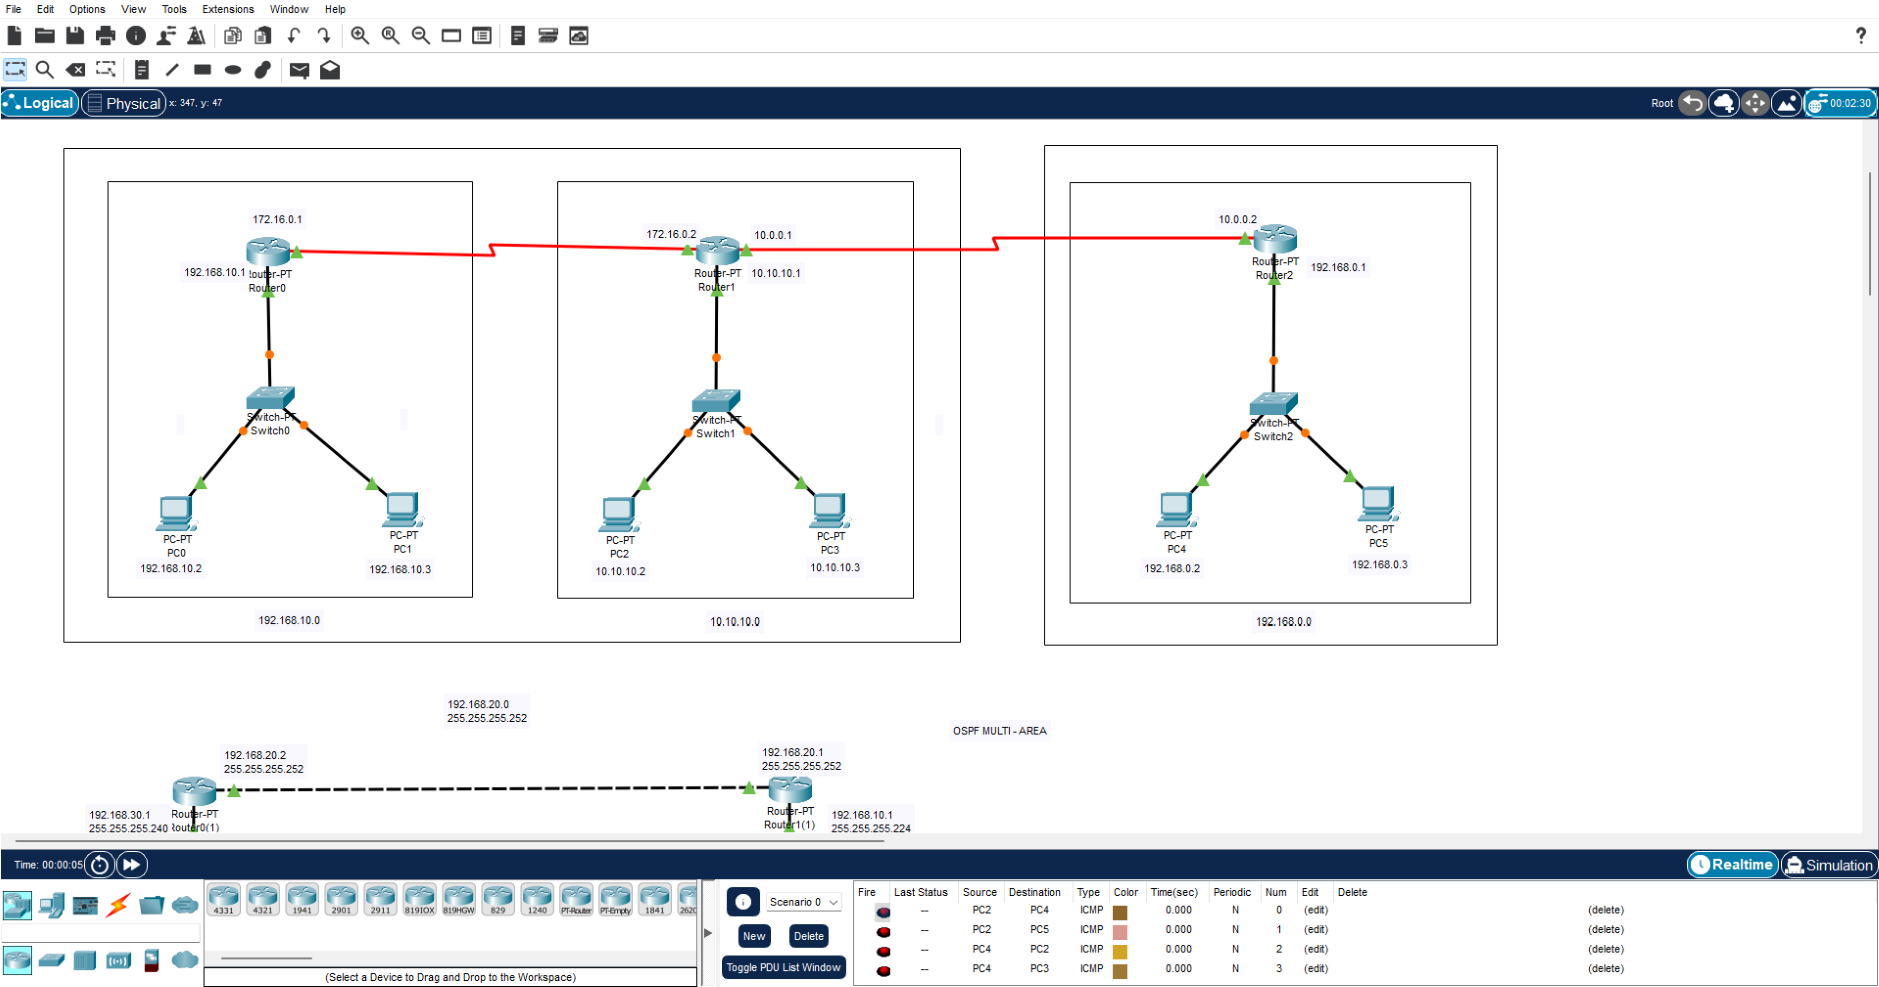 File Edit Options View Tools Extensions Window Help
?
Logical Physical x: 347, y: 47 Root 00:02:30
172.16.0.1
192.168.10.1
outer-PT
Router0
172.16.0.2
10.0.0.1
Router-PT
Router1
10.10.10.1
10.0.0.2
Router-PT
Router2
192.168.0.1
Switch-PT
Switch0
Switch-PT
Switch1
Switch-PT
Switch2
PC-PT
PC0
192.168.10.2
PC-PT
PC1
192.168.10.3
PC-PT
PC2
10.10.10.2
PC-PT
PC3
10.10.10.3
PC-PT
PC4
192.168.0.2
PC-PT
PC5
192.168.0.3
192.168.10.0
10.10.10.0
192.168.0.0
192.168.20.0
255.255.255.252
OSPF MULTI - AREA
192.168.20.2
255.255.255.252
192.168.20.1
255.255.255.252
192.168.30.1
255.255.255.240
Router-PT
Router0(1)
Router-PT
Router1(1)
192.168.10.1
255.255.255.224
Time: 00:00:05 Realtime Simulation
4331 4321 1941 2901 2911 819IOX 819HGW 829 1240 PT-Router PT-Empty 1841 262
(Select a Device to Drag and Drop to the Workspace)
Scenario 0
New Delete
Toggle PDU List Window
Fire Last Status Source Destination Type Color Time(sec) Periodic Num Edit Delete
-- PC2 PC4 ICMP 0.000 N 0 (edit) (delete)
-- PC2 PC5 ICMP 0.000 N 1 (edit) (delete)
-- PC4 PC2 ICMP 0.000 N 2 (edit) (delete)
-- PC4 PC3 ICMP 0.000 N 3 (edit) (delete)